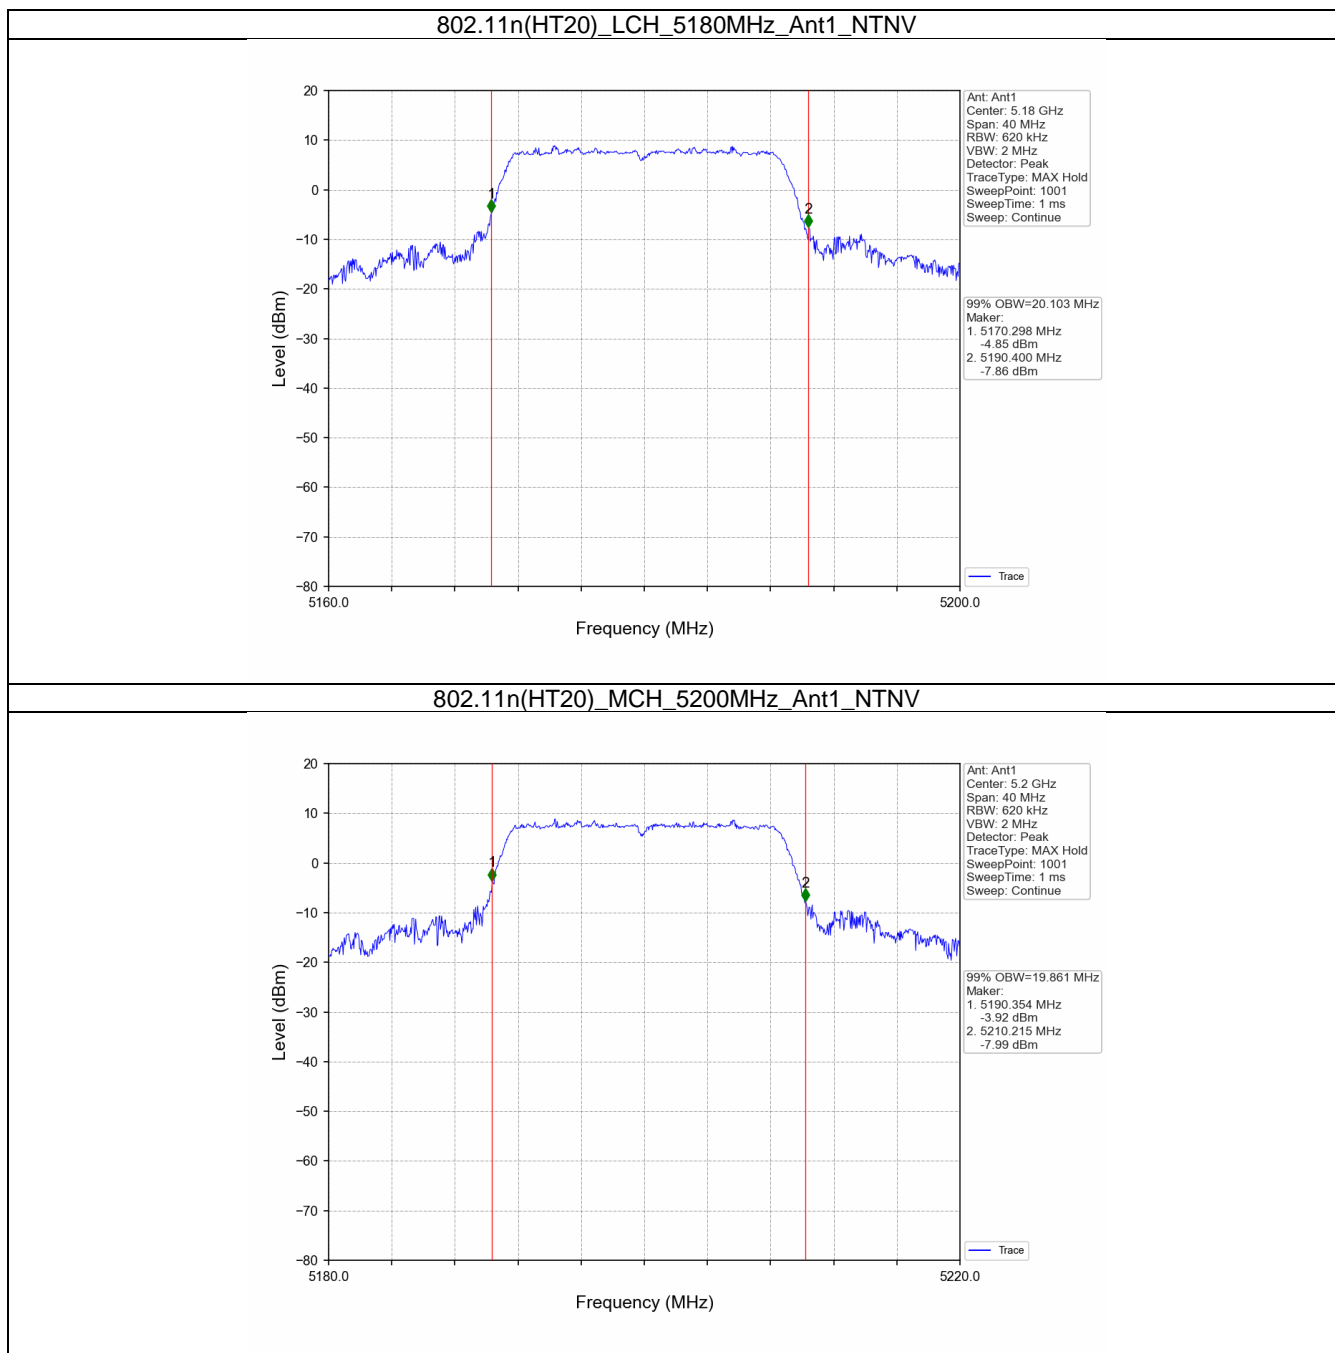 802.11n(HT20)_LCH_5180MHz_Ant1_NTNV
20
10
0
−10
−20
−30
−40
−50
−60
−70
−80
Level (dBm)
5160.0
5200.0
Frequency (MHz)
1
2
Ant: Ant1
Center: 5.18 GHz
Span: 40 MHz
RBW: 620 kHz
VBW: 2 MHz
Detector: Peak
TraceType: MAX Hold
SweepPoint: 1001
SweepTime: 1 ms
Sweep: Continue
99% OBW=20.103 MHz
Maker:
1. 5170.298 MHz
-4.85 dBm
2. 5190.400 MHz
-7.86 dBm
Trace
802.11n(HT20)_MCH_5200MHz_Ant1_NTNV
20
10
0
−10
−20
−30
−40
−50
−60
−70
−80
Level (dBm)
5180.0
5220.0
Frequency (MHz)
1
2
Ant: Ant1
Center: 5.2 GHz
Span: 40 MHz
RBW: 620 kHz
VBW: 2 MHz
Detector: Peak
TraceType: MAX Hold
SweepPoint: 1001
SweepTime: 1 ms
Sweep: Continue
99% OBW=19.861 MHz
Maker:
1. 5190.354 MHz
-3.92 dBm
2. 5210.215 MHz
-7.99 dBm
Trace